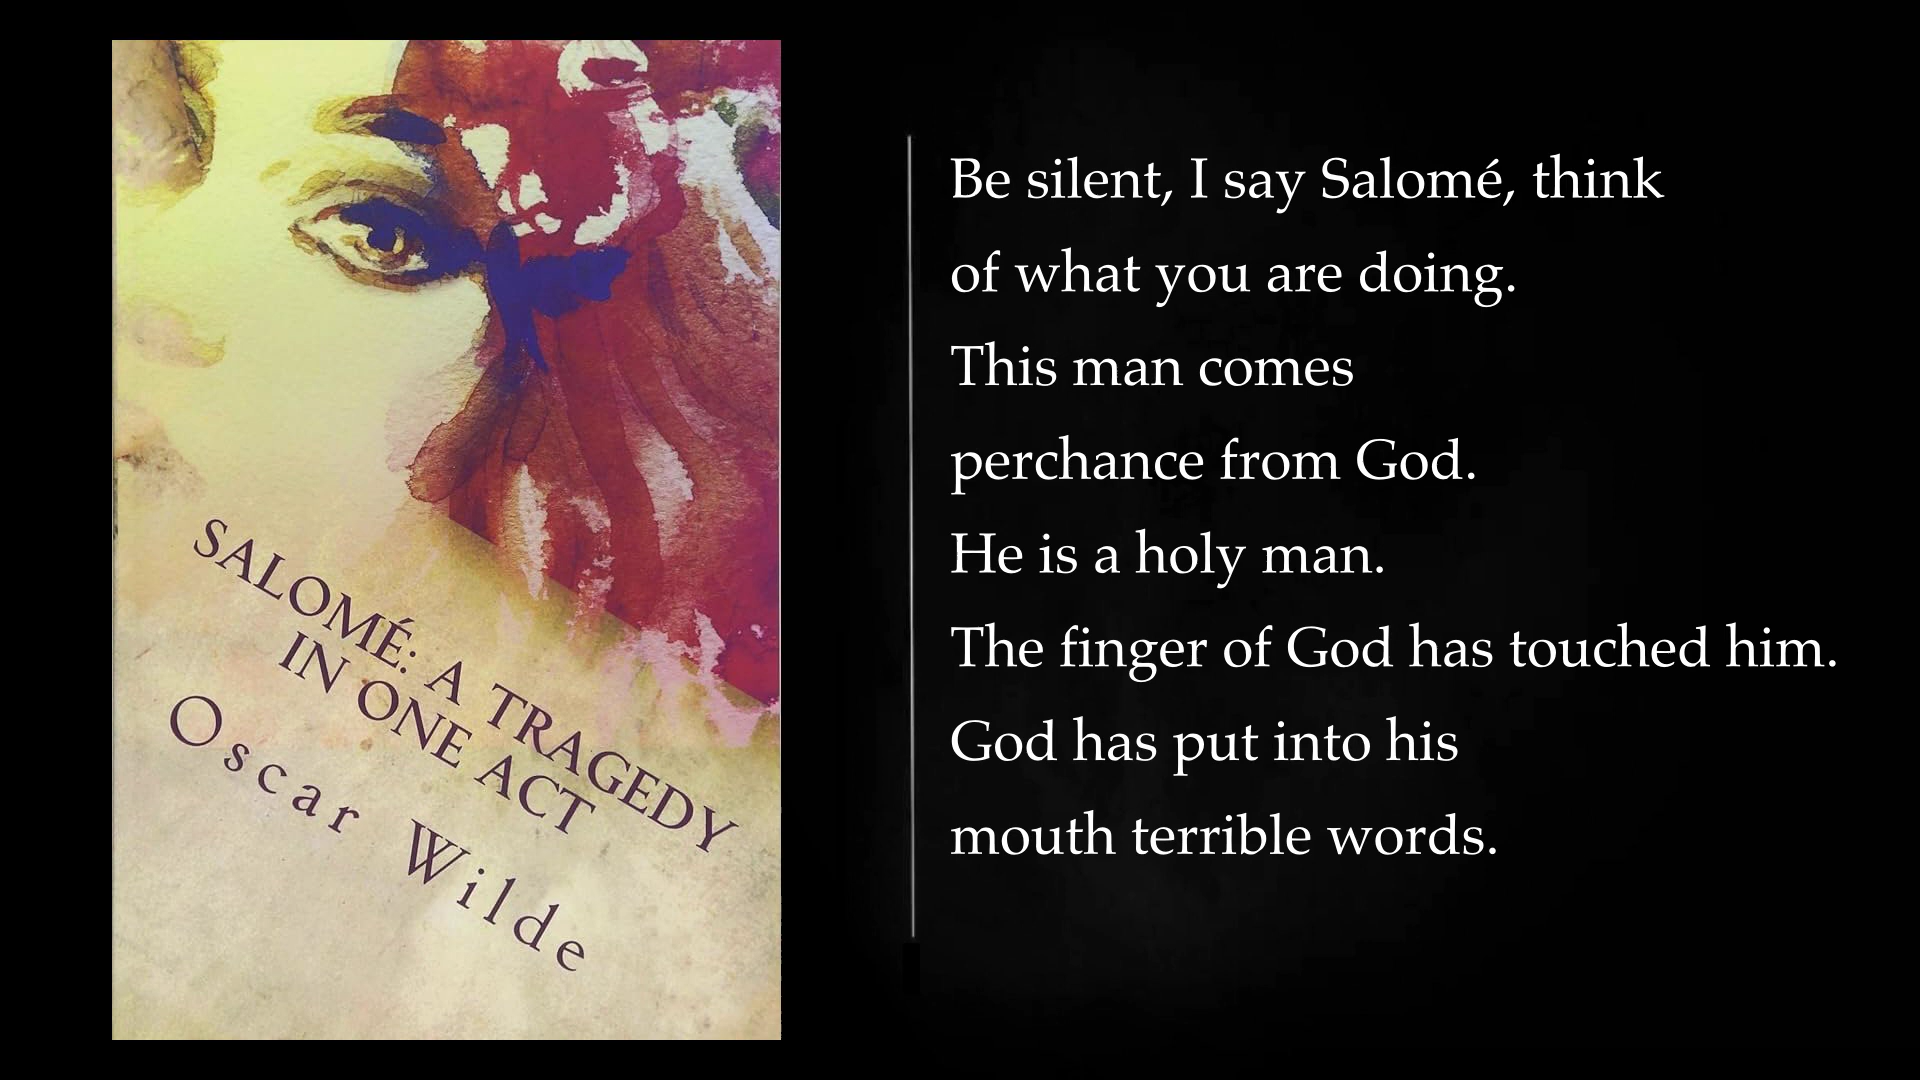 SALOMÉ: A TRAGEDY
IN ONE ACT
Oscar Wilde
Be silent, I say Salomé, think
of what you are doing.
This man comes
perchance from God.
He is a holy man.
The finger of God has touched him.
God has put into his
mouth terrible words.